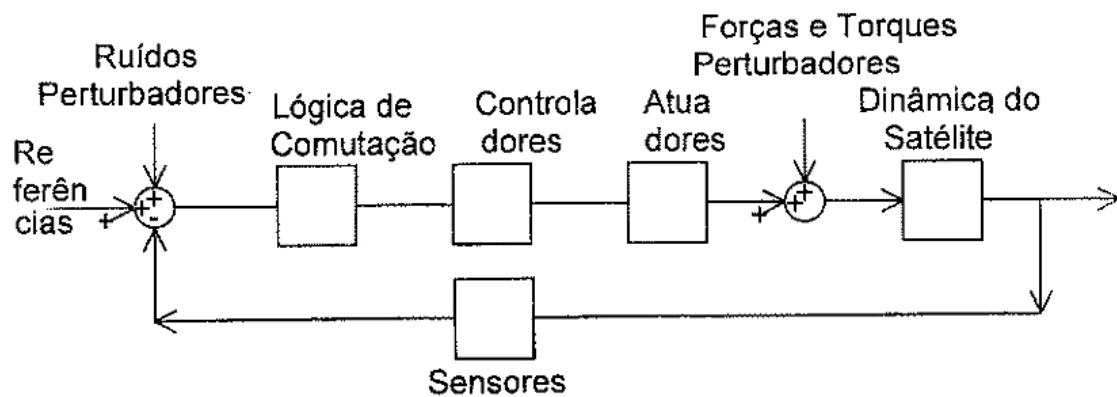 Ruídos
Perturbadores
Forças e Torques
Perturbadores
Lógica de
Comutação
Controla
dores
Atua
dores
Dinâmica do
Satélite
Re
ferên
cias
+
+
+
-
+
+
+
Sensores